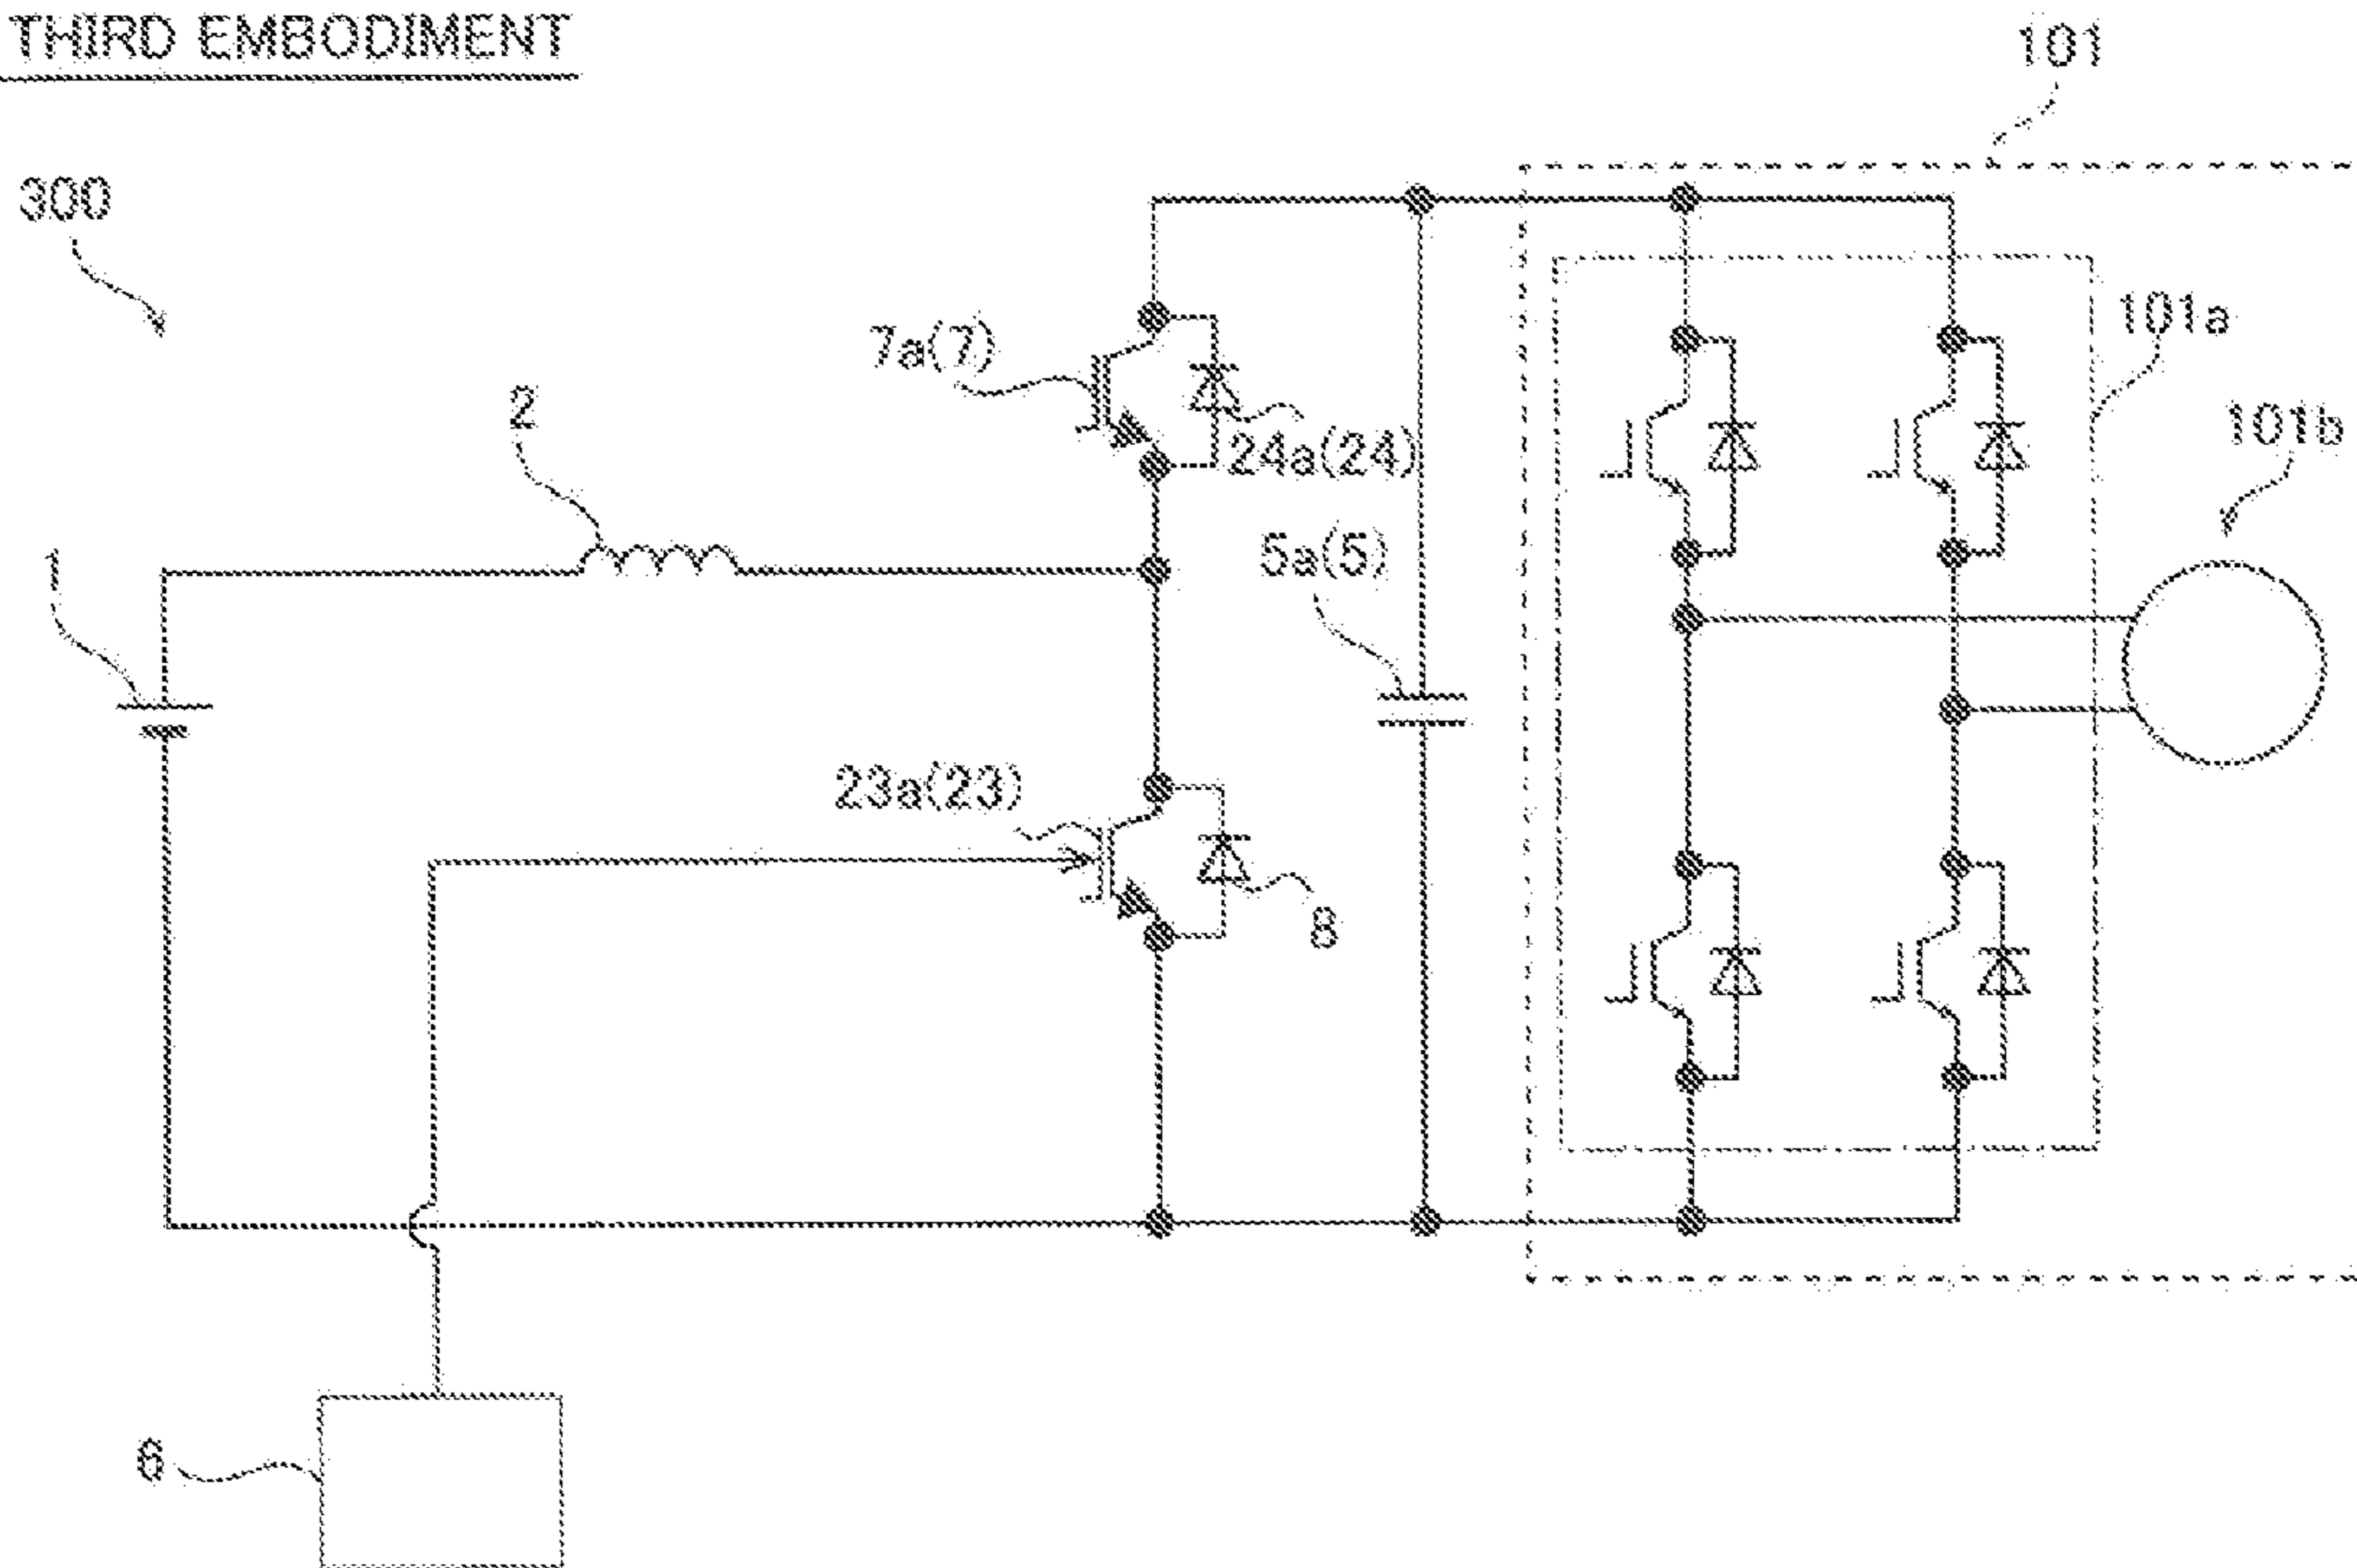 THIRD EMBODIMENT
101
300
101a
7a(7)
2
101b
24a(24)
1
5a(5)
23a(23)
8
6